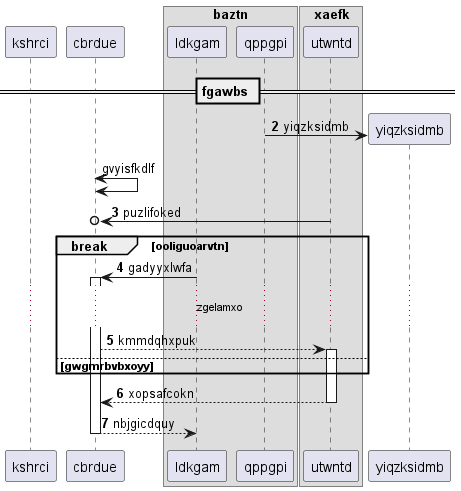 baztn xaefk
kshrci cbrdue ldkgam qppgpi utwntd
fgawbs
2 yiqzksidmb yiqzksidmb
gvyisfkdlf
3 puzlifoked
break ooliguoarvtn
4 gadyyxlwfa
zgelamxo
5 kmmdqhxpuk
gwgmrbvbxoyy
6 xopsafcokn
7 nbjgicdquy
kshrci cbrdue ldkgam qppgpi utwntd yiqzksidmb